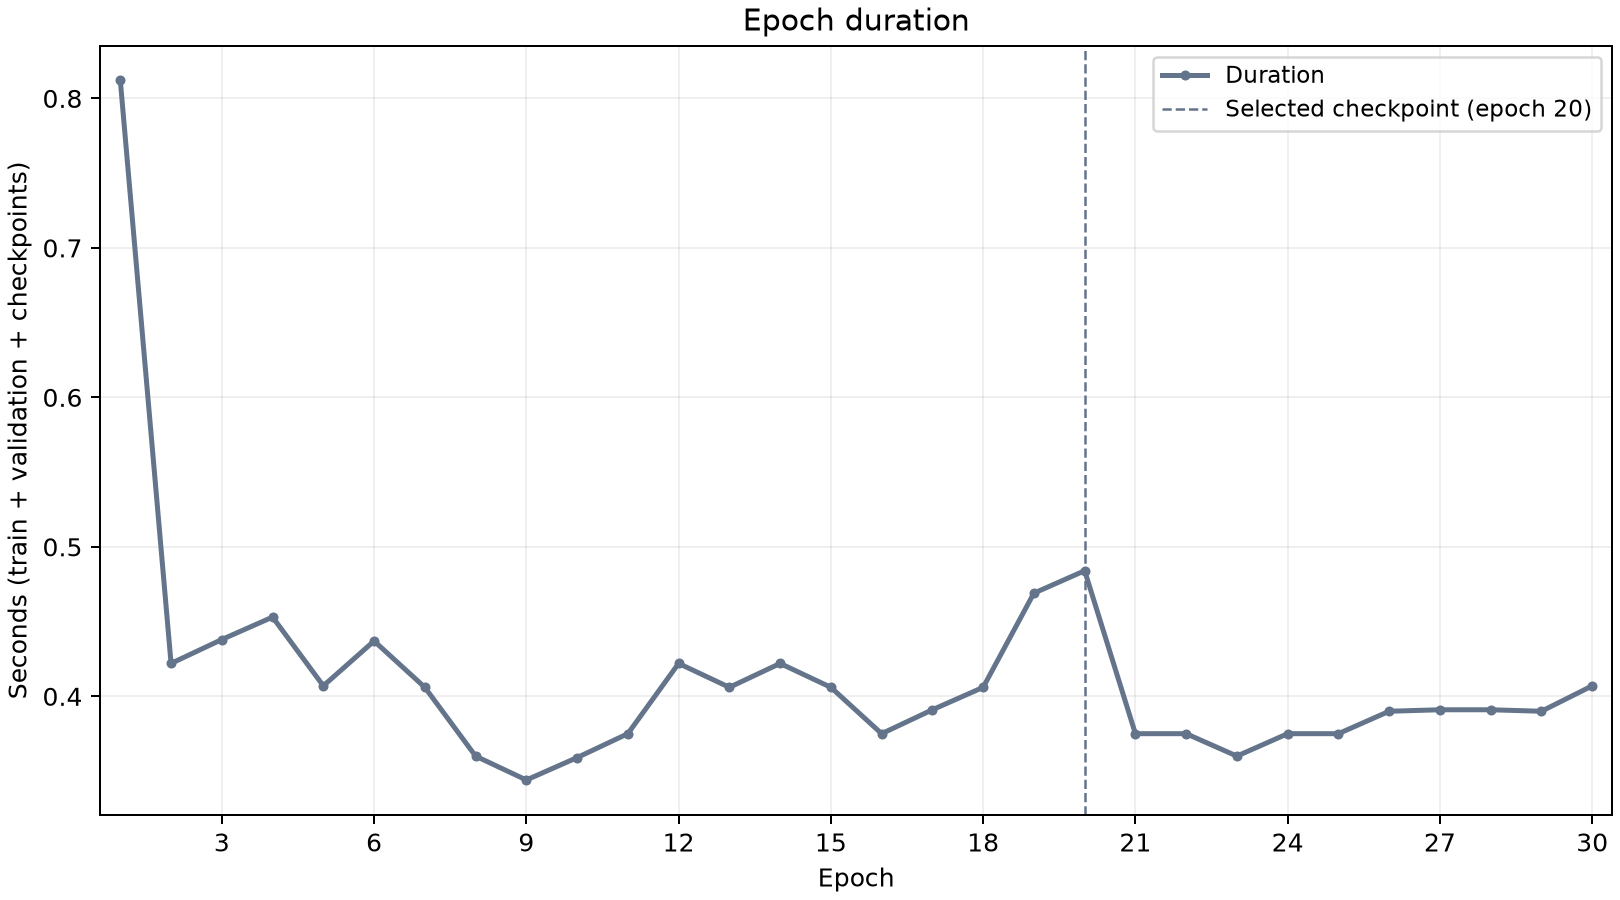 Epoch duration
Duration
Selected checkpoint (epoch 20)
Seconds (train + validation + checkpoints)
0.8
0.7
0.6
0.5
0.4
3 6 9 12 15 18 21 24 27 30
Epoch